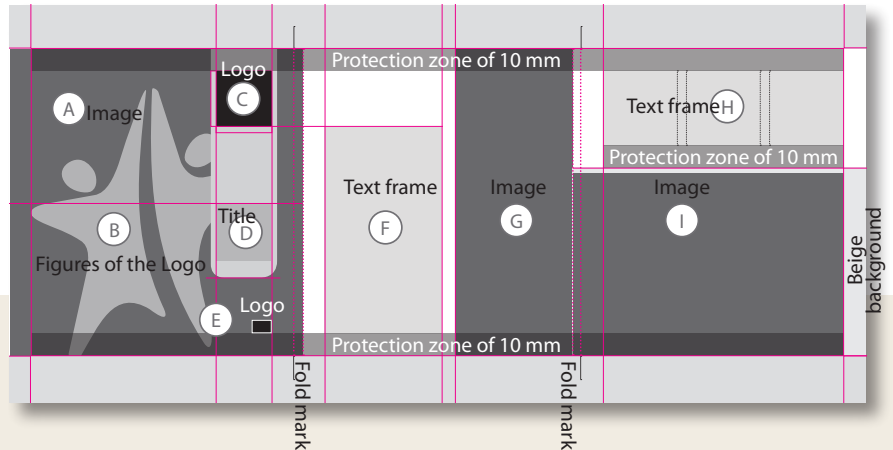 Protection zone of 10 mm
Logo
C
A
Image
Text frame
H
Protection zone of 10 mm
Text frame
Image
Image
Title
B
D
F
G
I
Figures of the Logo
Beige
background
Logo
E
Protection zone of 10 mm
Fold mark
Fold mark